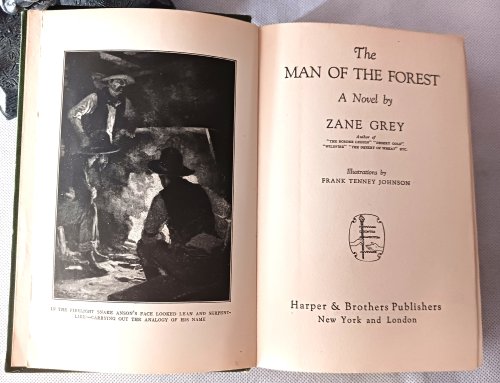 IN THE FIRELIGHT SNAKE ANSON'S FACE LOOKED LEAN AND SERPENT-
LIKE—CARRYING OUT THE ANALOGY OF HIS NAME
The
MAN OF THE FOREST
A Novel by
ZANE GREY
Author of
"THE BORDER LEGION" "DESERT GOLD"
"WILDFIRE" "THE DESERT OF WHEAT" ETC.
Illustrations by
FRANK TENNEY JOHNSON
Harper & Brothers Publishers
New York and London